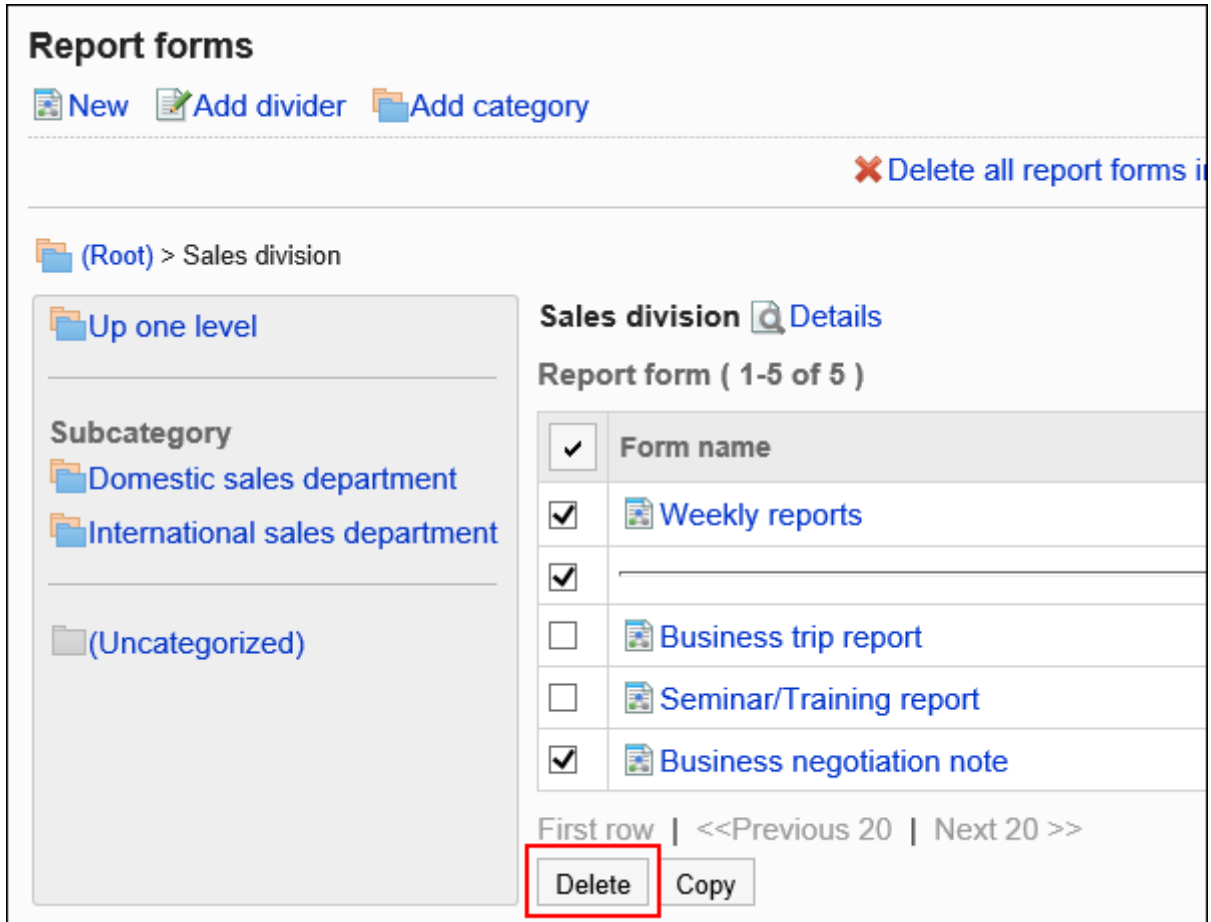 Report forms
New Add divider Add category
Delete all report forms i
(Root) > Sales division
Up one level
Subcategory
Domestic sales department
International sales department
(Uncategorized)
Sales division Details
Report form ( 1-5 of 5 )
Form name
Weekly reports
Business trip report
Seminar/Training report
Business negotiation note
First row | <<Previous 20 | Next 20 >>
Delete Copy